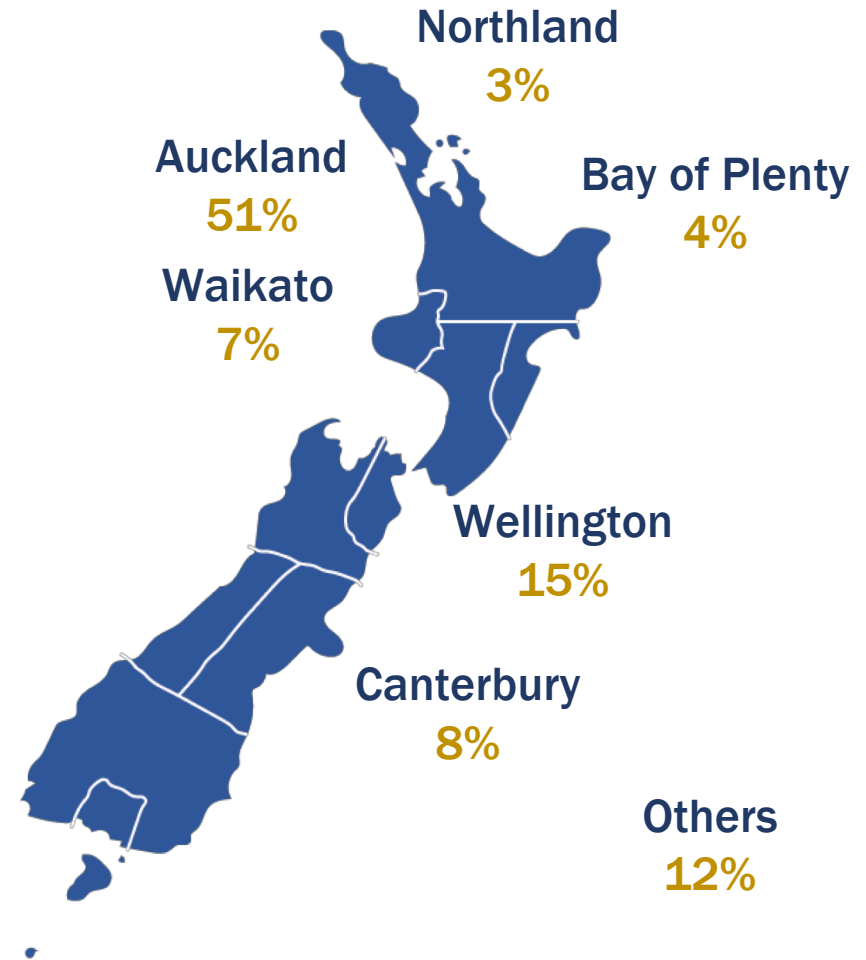 Northland
3%
Auckland
51%
Bay of Plenty
4%
Waikato
7%
Wellington
15%
Canterbury
8%
Others
12%